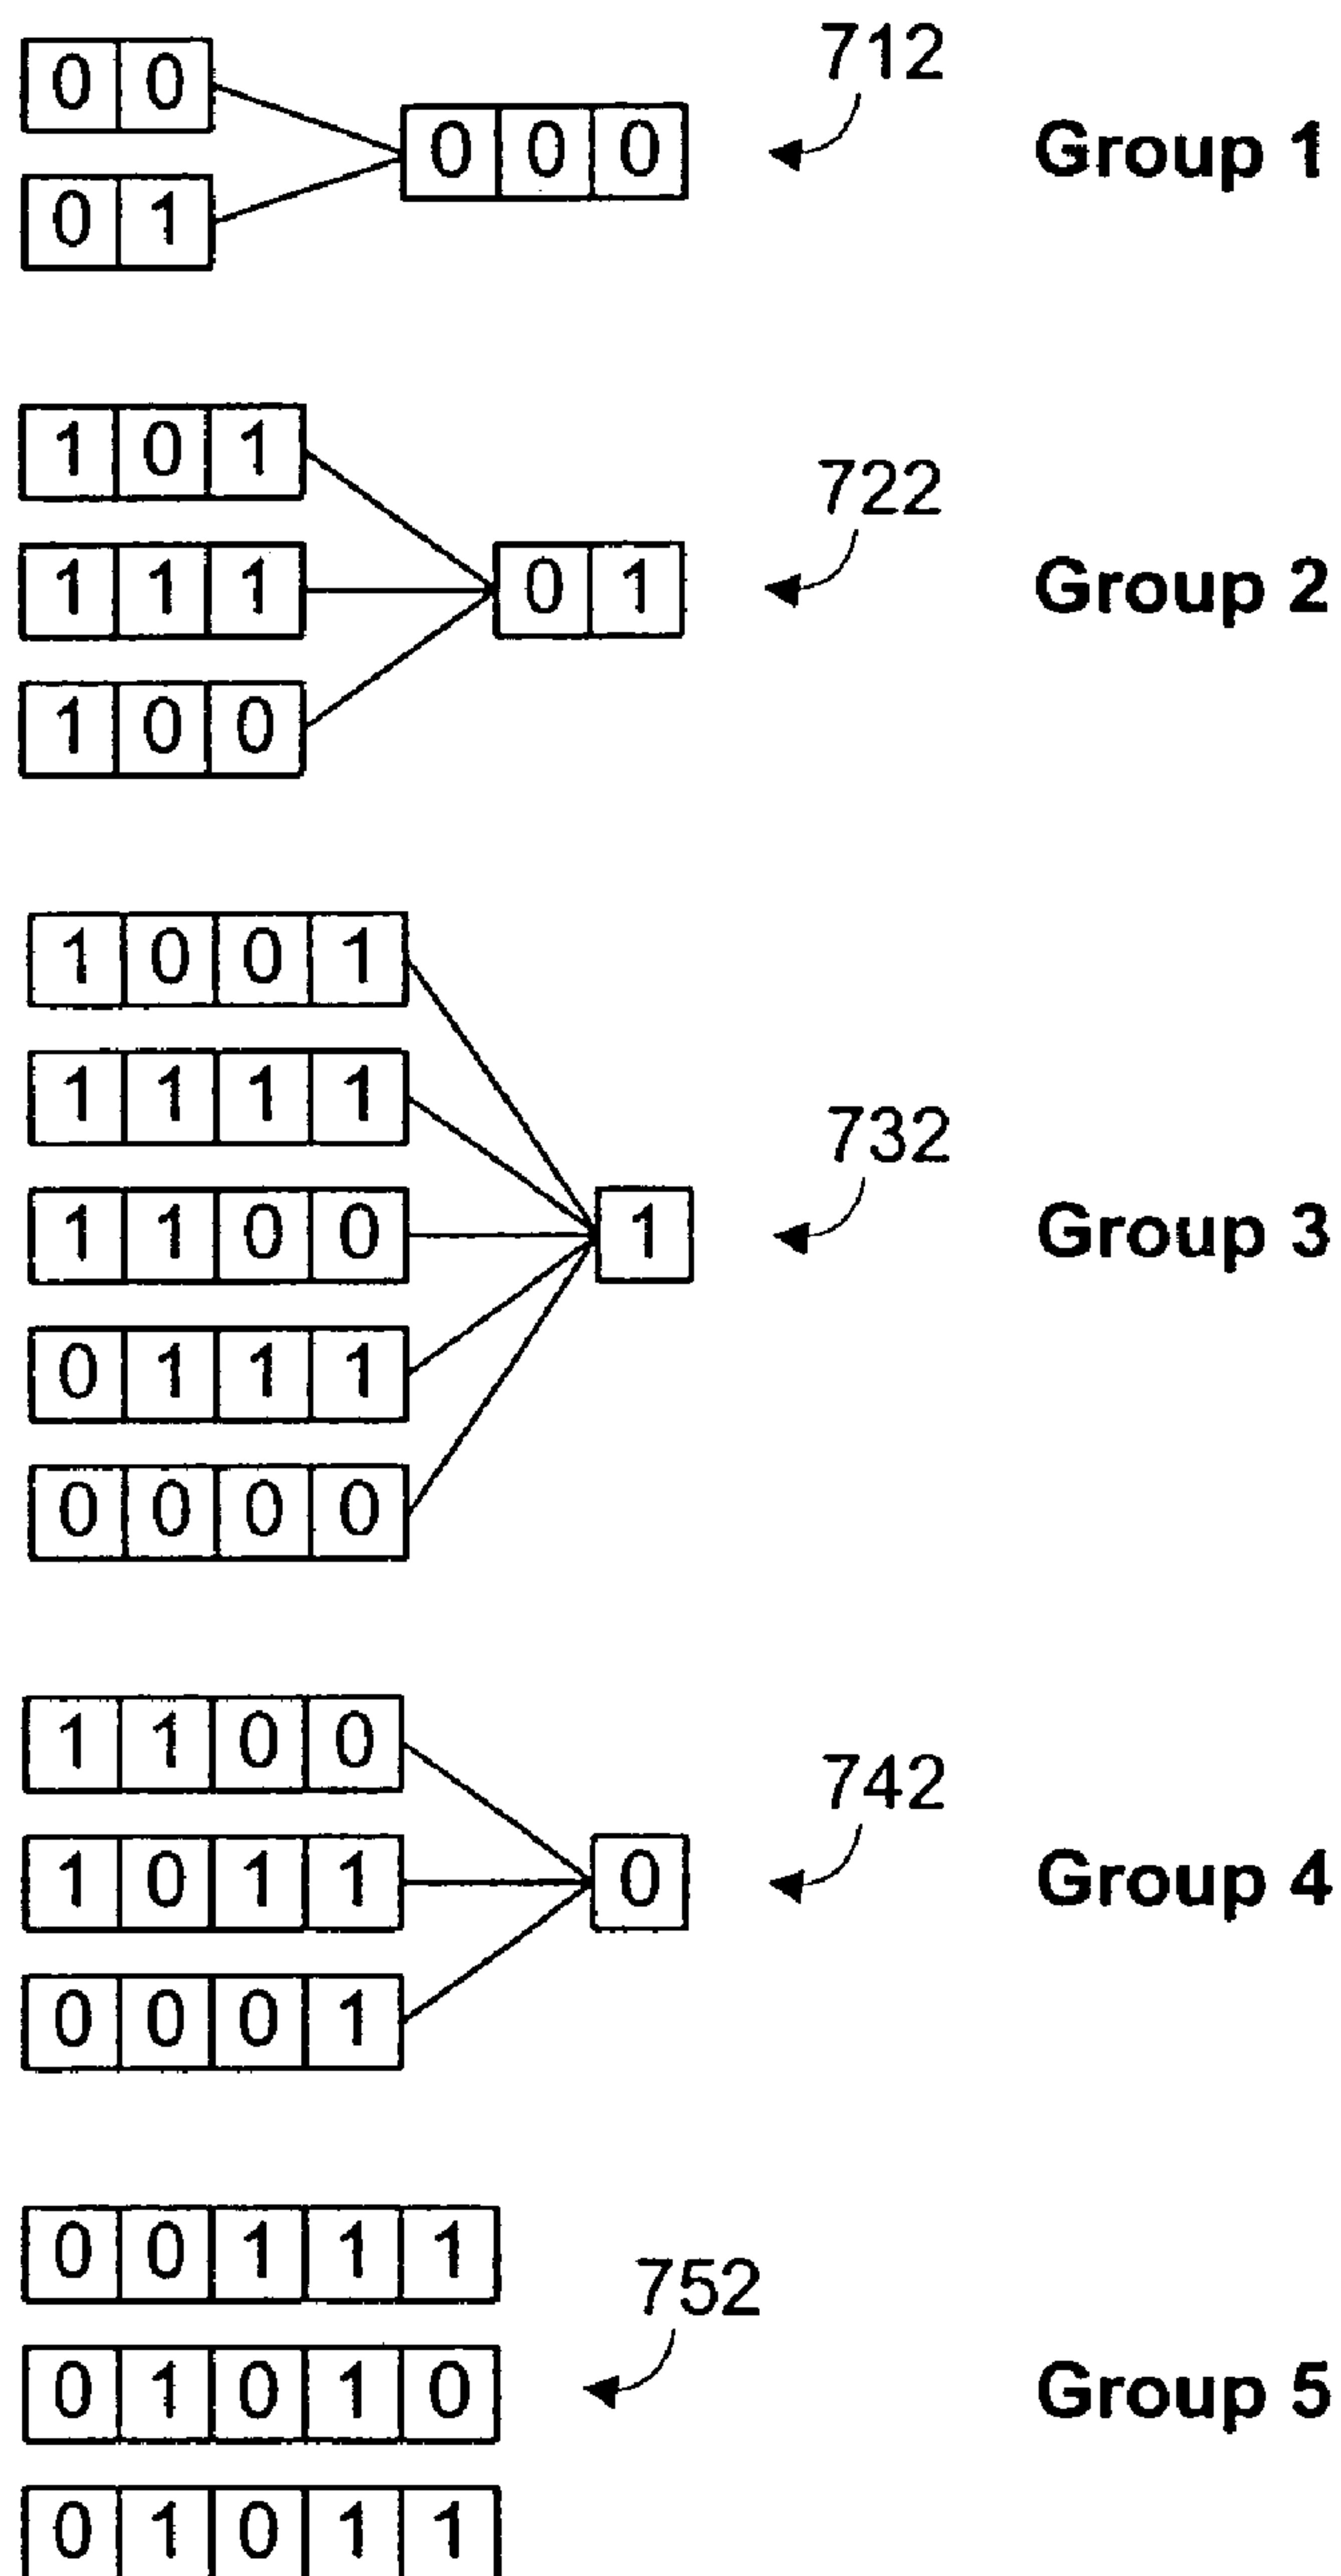 0 0
712
0 0 0
Group 1
0 1
1 0 1
722
1 1 1
0 1
Group 2
1 0 0
1 0 0 1
1 1 1 1
732
1 1 0 0
1
Group 3
0 1 1 1
0 0 0 0
1 1 0 0
742
1 0 1 1
0
Group 4
0 0 0 1
0 0 1 1 1
752
0 1 0 1 0
Group 5
0 1 0 1 1